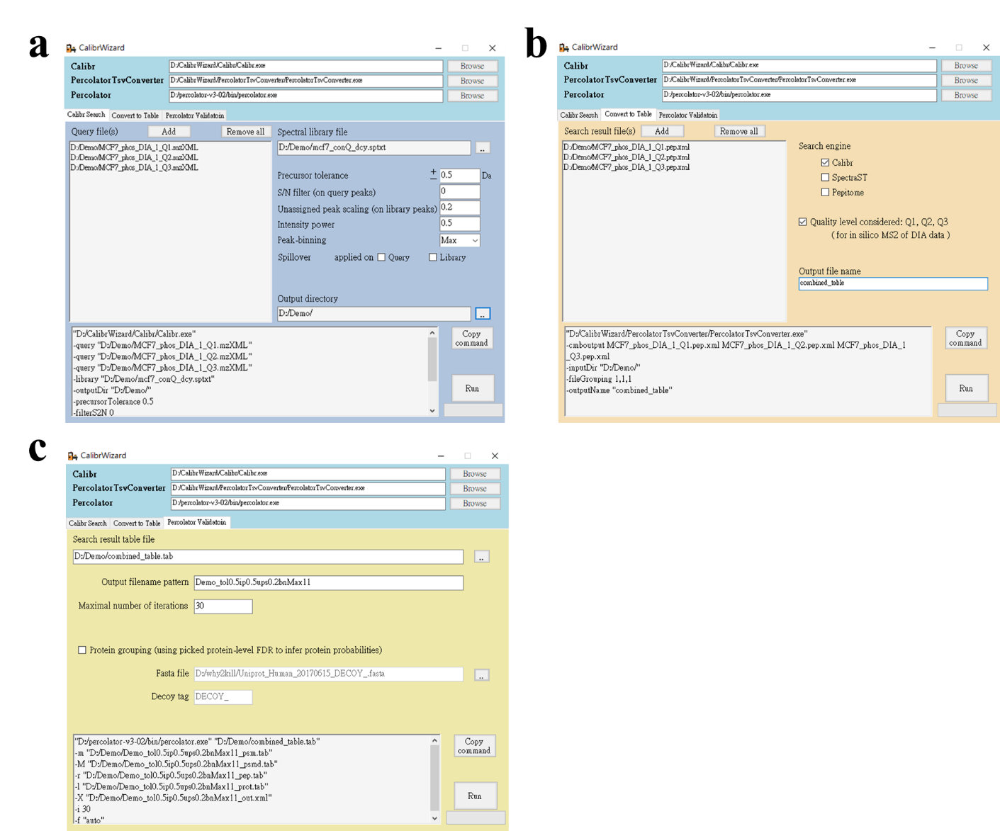 a
CalibrWizard
Calibr D:/CalibrWizard/Calibr/Calibr.exe Browse
PercolatorTsvConverter D:/CalibrWizard/PercolatorTsvConverter/PercolatorTsvConverter.exe Browse
Percolator D:/percolator-v3-02/bin/percolator.exe Browse
Calibr Search Convert to Table Percolator Validatoin
Query file(s) Add Remove all
D:/Demo/MCF7_phos_DIA_1_Q1.mzXML
D:/Demo/MCF7_phos_DIA_1_Q2.mzXML
D:/Demo/MCF7_phos_DIA_1_Q3.mzXML
Spectral library file
D:/Demo/mcf7_conQ_dcy.sptxt ..
Precursor tolerance ± 0.5 Da
S/N filter (on query peaks) 0
Unassigned peak scaling (on library peaks) 0.2
Intensity power 0.5
Peak-binning Max
Spillover applied on Query Library
Output directory
D:/Demo/ ..
"D:/CalibrWizard/Calibr/Calibr.exe"
-query "D:/Demo/MCF7_phos_DIA_1_Q1.mzXML"
-query "D:/Demo/MCF7_phos_DIA_1_Q2.mzXML"
-query "D:/Demo/MCF7_phos_DIA_1_Q3.mzXML"
-library "D:/Demo/mcf7_conQ_dcy.sptxt"
-outputDir "D:/Demo/"
-precursorTolerance 0.5
-filterS2N 0
Copy
command
Run
b
CalibrWizard
Calibr D:/CalibrWizard/Calibr/Calibr.exe Browse
PercolatorTsvConverter D:/CalibrWizard/PercolatorTsvConverter/PercolatorTsvConverter.exe Browse
Percolator D:/percolator-v3-02/bin/percolator.exe Browse
Calibr Search Convert to Table Percolator Validatoin
Search result file(s) Add Remove all
D:/Demo/MCF7_phos_DIA_1_Q1.pep.xml
D:/Demo/MCF7_phos_DIA_1_Q2.pep.xml
D:/Demo/MCF7_phos_DIA_1_Q3.pep.xml
Search engine
Calibr
SpectraST
Pepitome
Quality level considered: Q1, Q2, Q3
( for in silico MS2 of DIA data )
Output file name
combined_table
"D:/CalibrWizard/PercolatorTsvConverter/PercolatorTsvConverter.exe"
-cmboutput MCF7_phos_DIA_1_Q1.pep.xml MCF7_phos_DIA_1_Q2.pep.xml MCF7_phos_DIA_1
_Q3.pep.xml
-inputDir "D:/Demo/"
-fileGrouping 1,1,1
-outputName "combined_table"
Copy
command
Run
c
CalibrWizard
Calibr D:/CalibrWizard/Calibr/Calibr.exe Browse
PercolatorTsvConverter D:/CalibrWizard/PercolatorTsvConverter/PercolatorTsvConverter.exe Browse
Percolator D:/percolator-v3-02/bin/percolator.exe Browse
Calibr Search Convert to Table Percolator Validatoin
Search result table file
D:/Demo/combined_table.tab ..
Output filename pattern Demo_tol0.5ip0.5ups0.2bnMax11
Maximal number of iterations 30
Protein grouping (using picked protein-level FDR to infer protein probabilities)
Fasta file D:/why2kill/Uniprot_Human_20170615_DECOY_.fasta ..
Decoy tag DECOY_
"D:/percolator-v3-02/bin/percolator.exe" "D:/Demo/combined_table.tab"
-m "D:/Demo/Demo_tol0.5ip0.5ups0.2bnMax11_psm.tab"
-M "D:/Demo/Demo_tol0.5ip0.5ups0.2bnMax11_psmd.tab"
-r "D:/Demo/Demo_tol0.5ip0.5ups0.2bnMax11_pep.tab"
-l "D:/Demo/Demo_tol0.5ip0.5ups0.2bnMax11_prot.tab"
-X "D:/Demo/Demo_tol0.5ip0.5ups0.2bnMax11_out.xml"
-i 30
-f "auto"
Copy
command
Run